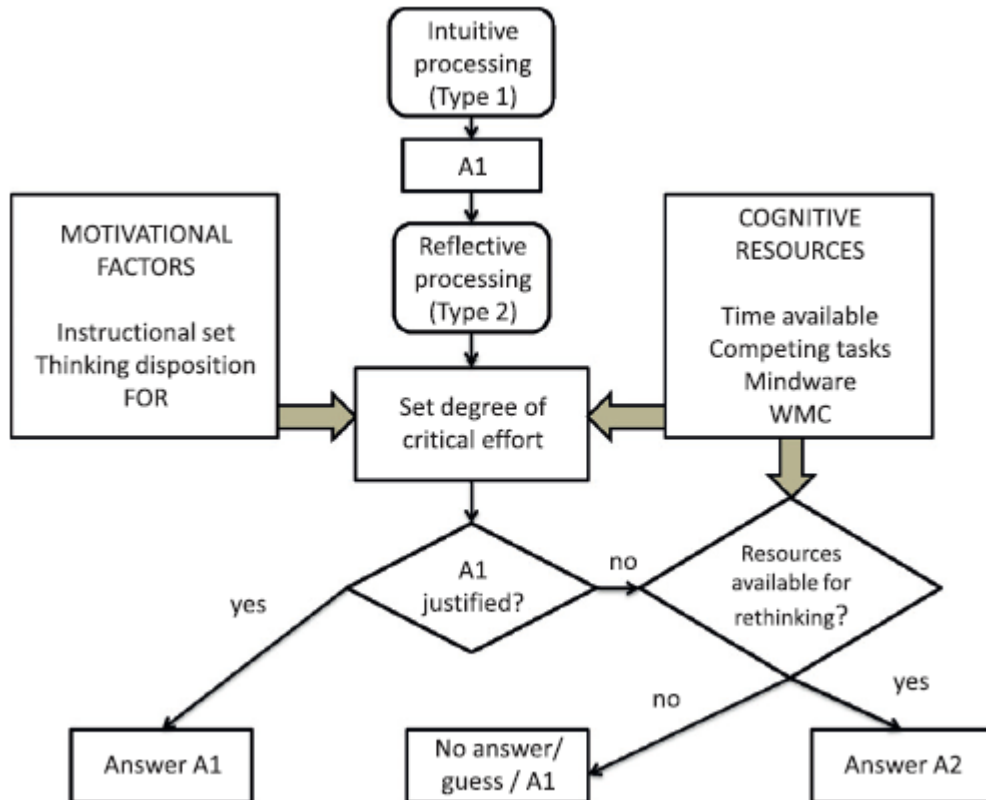 Intuitive
processing
(Type 1)
A1
Reflective
processing
(Type 2)
MOTIVATIONAL
FACTORS
Instructional set
Thinking disposition
FOR
COGNITIVE
RESOURCES
Time available
Competing tasks
Mindware
WMC
Set degree of
critical effort
A1
justified?
no
yes
Resources
available for
rethinking?
no
yes
Answer A1
No answer/
guess / A1
Answer A2